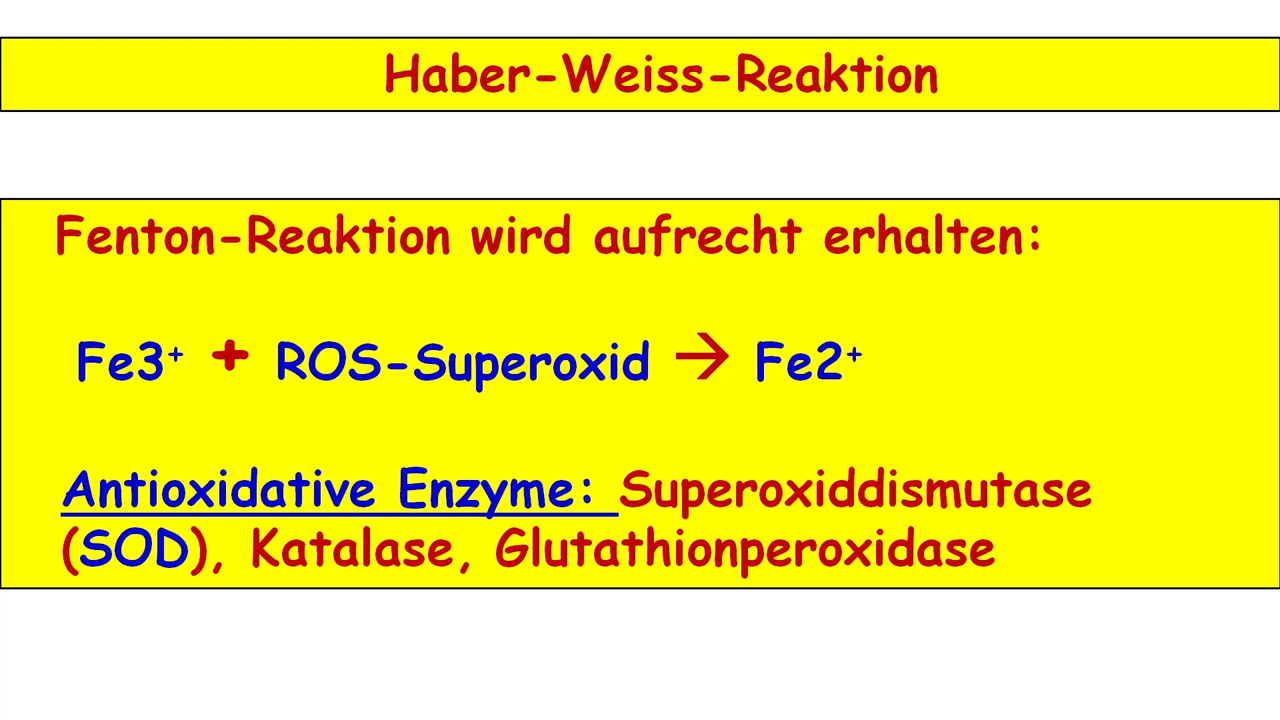 Haber-Weiss-Reaktion
Fenton-Reaktion wird aufrecht erhalten:
Fe3⁺ + ROS-Superoxid → Fe2⁺
Antioxidative Enzyme: Superoxiddismutase
(SOD), Katalase, Glutathionperoxidase